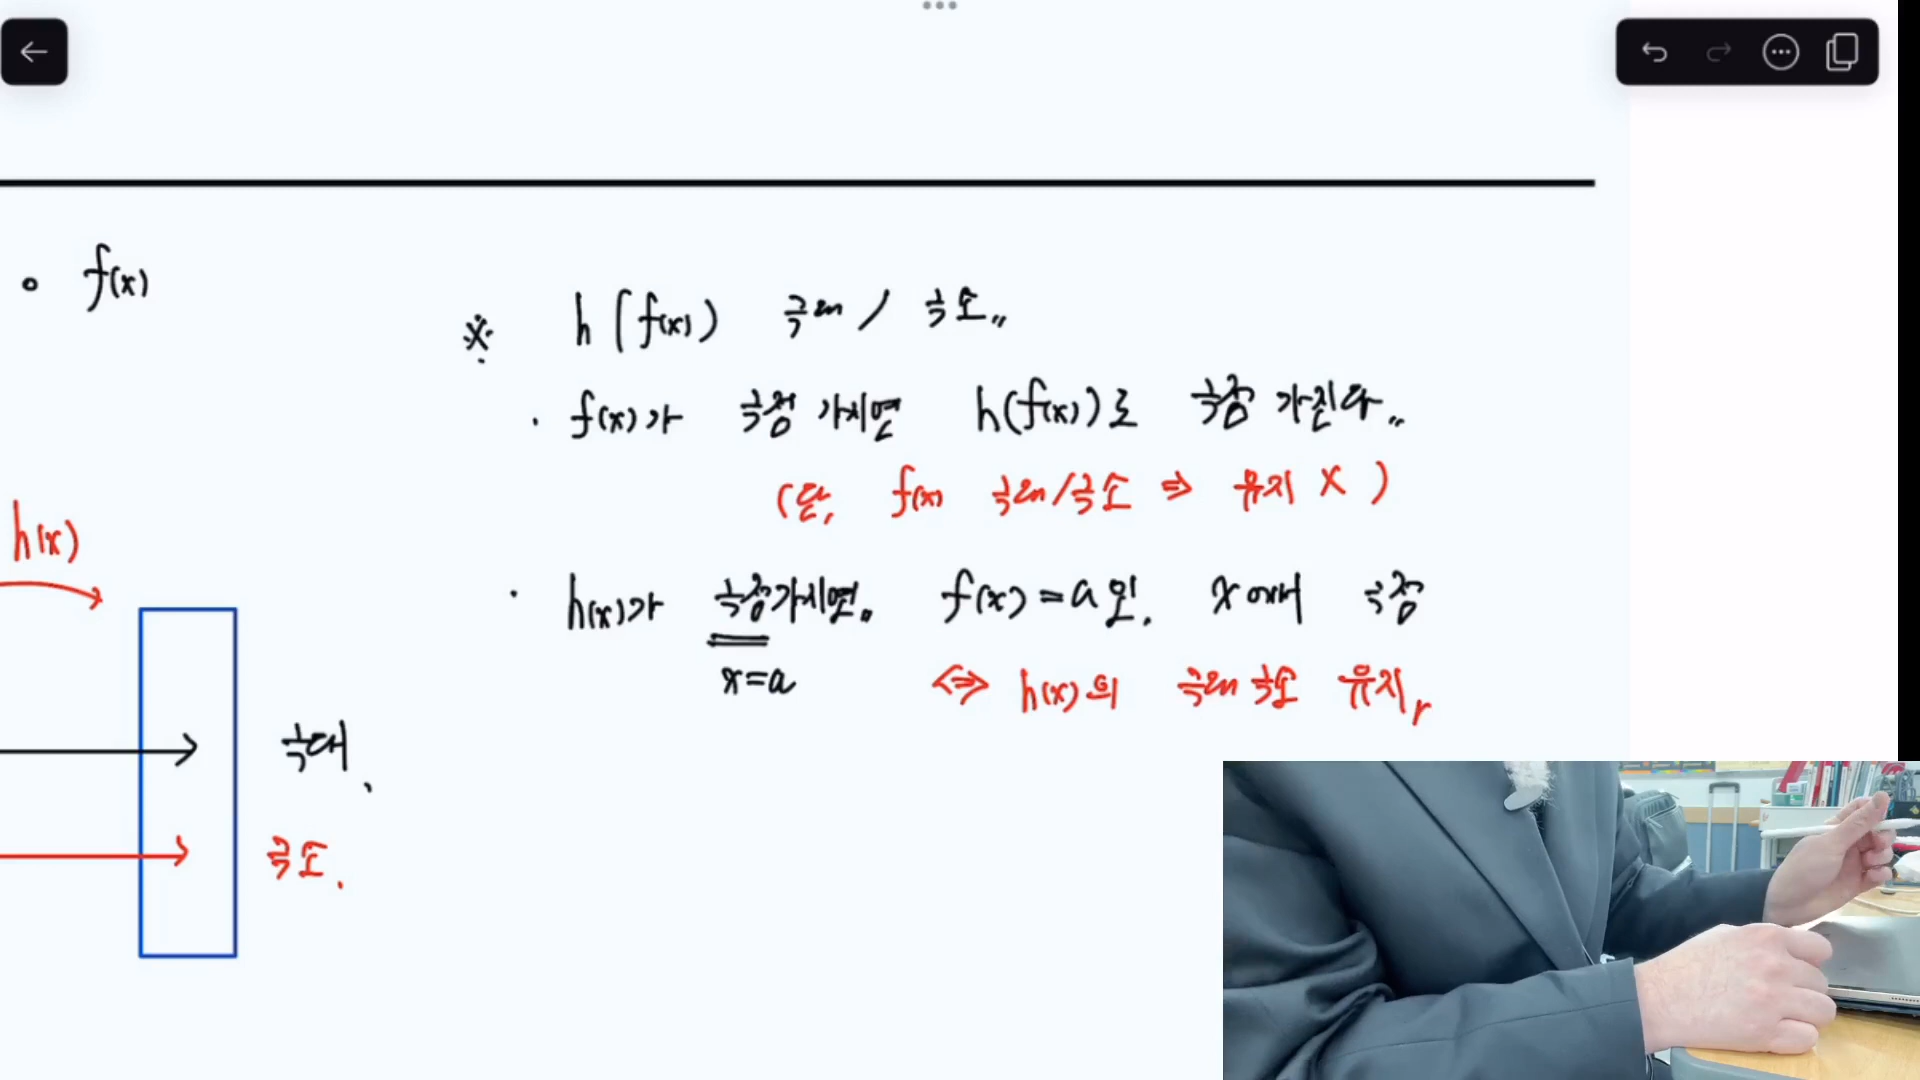 ∘ f(x)
※ h(f(x)) 극대 / 극소〃
· f(x)가 극점 가지면 h(f(x))도 극점 가진다〃
(단, f(x) 극대/극소 ⇒ 유지 X )
h(x)
· h(x)가 극점가지면〃 f(x)=a인. x에서 극점
x=a ⇔ h(x)의 극대 극소 유지
극대.
극소.